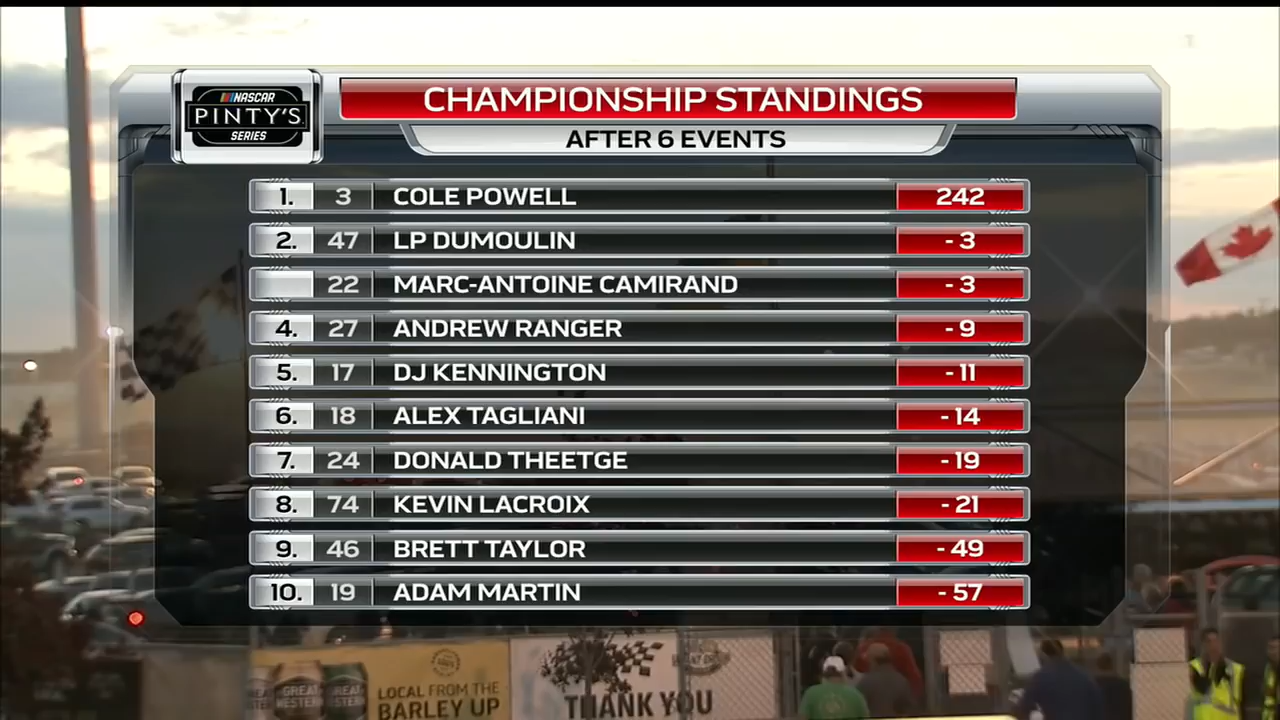 NASCAR
PINTY'S
SERIES
CHAMPIONSHIP STANDINGS
AFTER 6 EVENTS
1. 3 COLE POWELL 242
2. 47 LP DUMOULIN - 3
22 MARC-ANTOINE CAMIRAND - 3
4. 27 ANDREW RANGER - 9
5. 17 DJ KENNINGTON - 11
6. 18 ALEX TAGLIANI - 14
7. 24 DONALD THEETGE - 19
8. 74 KEVIN LACROIX - 21
9. 46 BRETT TAYLOR - 49
10. 19 ADAM MARTIN - 57
GREAT WESTERN
LOCAL FROM THE
BARLEY UP
THANK YOU